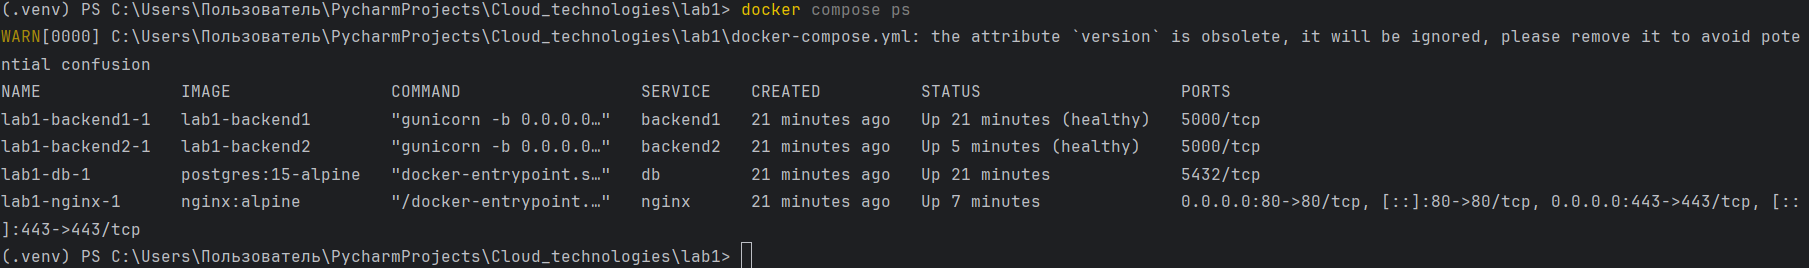 (.venv) PS C:\Users\Пользователь\PycharmProjects\Cloud_technologies\lab1> docker compose ps
WARN[0000] C:\Users\Пользователь\PycharmProjects\Cloud_technologies\lab1\docker-compose.yml: the attribute `version` is obsolete, it will be ignored, please remove it to avoid pote
ntial confusion
NAME              IMAGE                COMMAND                  SERVICE    CREATED          STATUS                    PORTS
lab1-backend1-1   lab1-backend1        "gunicorn -b 0.0.0.0…"   backend1   21 minutes ago   Up 21 minutes (healthy)   5000/tcp
lab1-backend2-1   lab1-backend2        "gunicorn -b 0.0.0.0…"   backend2   21 minutes ago   Up 5 minutes (healthy)    5000/tcp
lab1-db-1         postgres:15-alpine   "docker-entrypoint.s…"   db         21 minutes ago   Up 21 minutes             5432/tcp
lab1-nginx-1      nginx:alpine         "/docker-entrypoint.…"   nginx      21 minutes ago   Up 7 minutes              0.0.0.0:80->80/tcp, [::]:80->80/tcp, 0.0.0.0:443->443/tcp, [::
]:443->443/tcp
(.venv) PS C:\Users\Пользователь\PycharmProjects\Cloud_technologies\lab1>